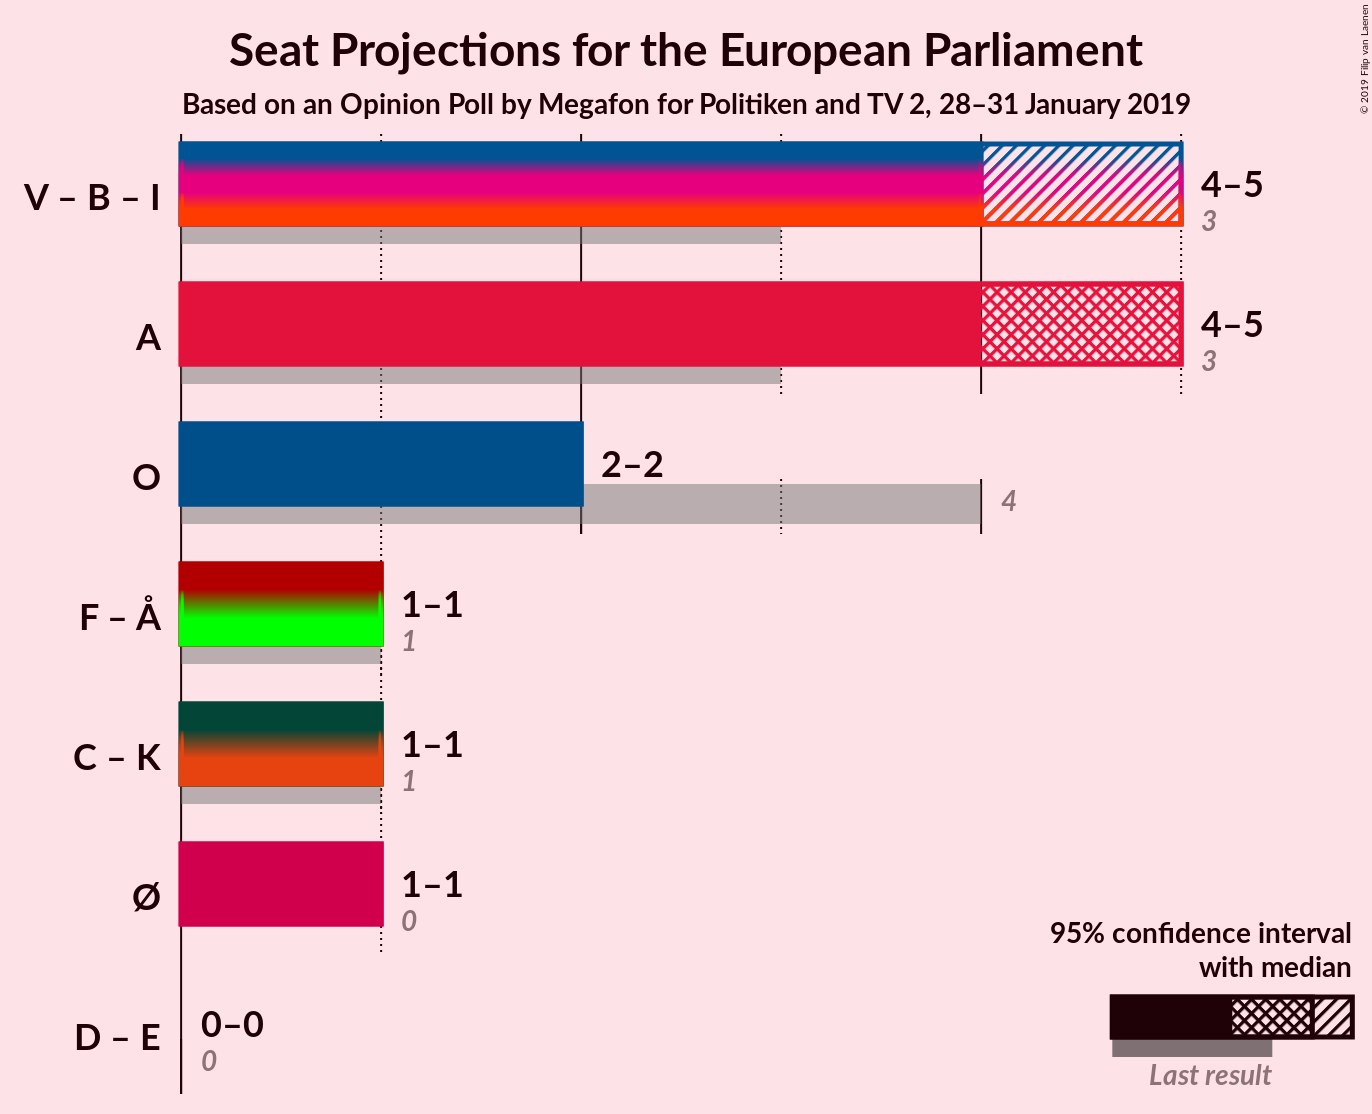 Seat Projections for the European Parliament
Based on an Opinion Poll by Megafon for Politiken and TV 2, 28–31 January 2019
© 2019 Filip van Laenen
V – B – I
4–5
3
A
4–5
3
O
2–2
4
F – Å
1–1
1
C – K
1–1
1
Ø
1–1
0
D – E
0–0
0
95% confidence interval
with median
Last result